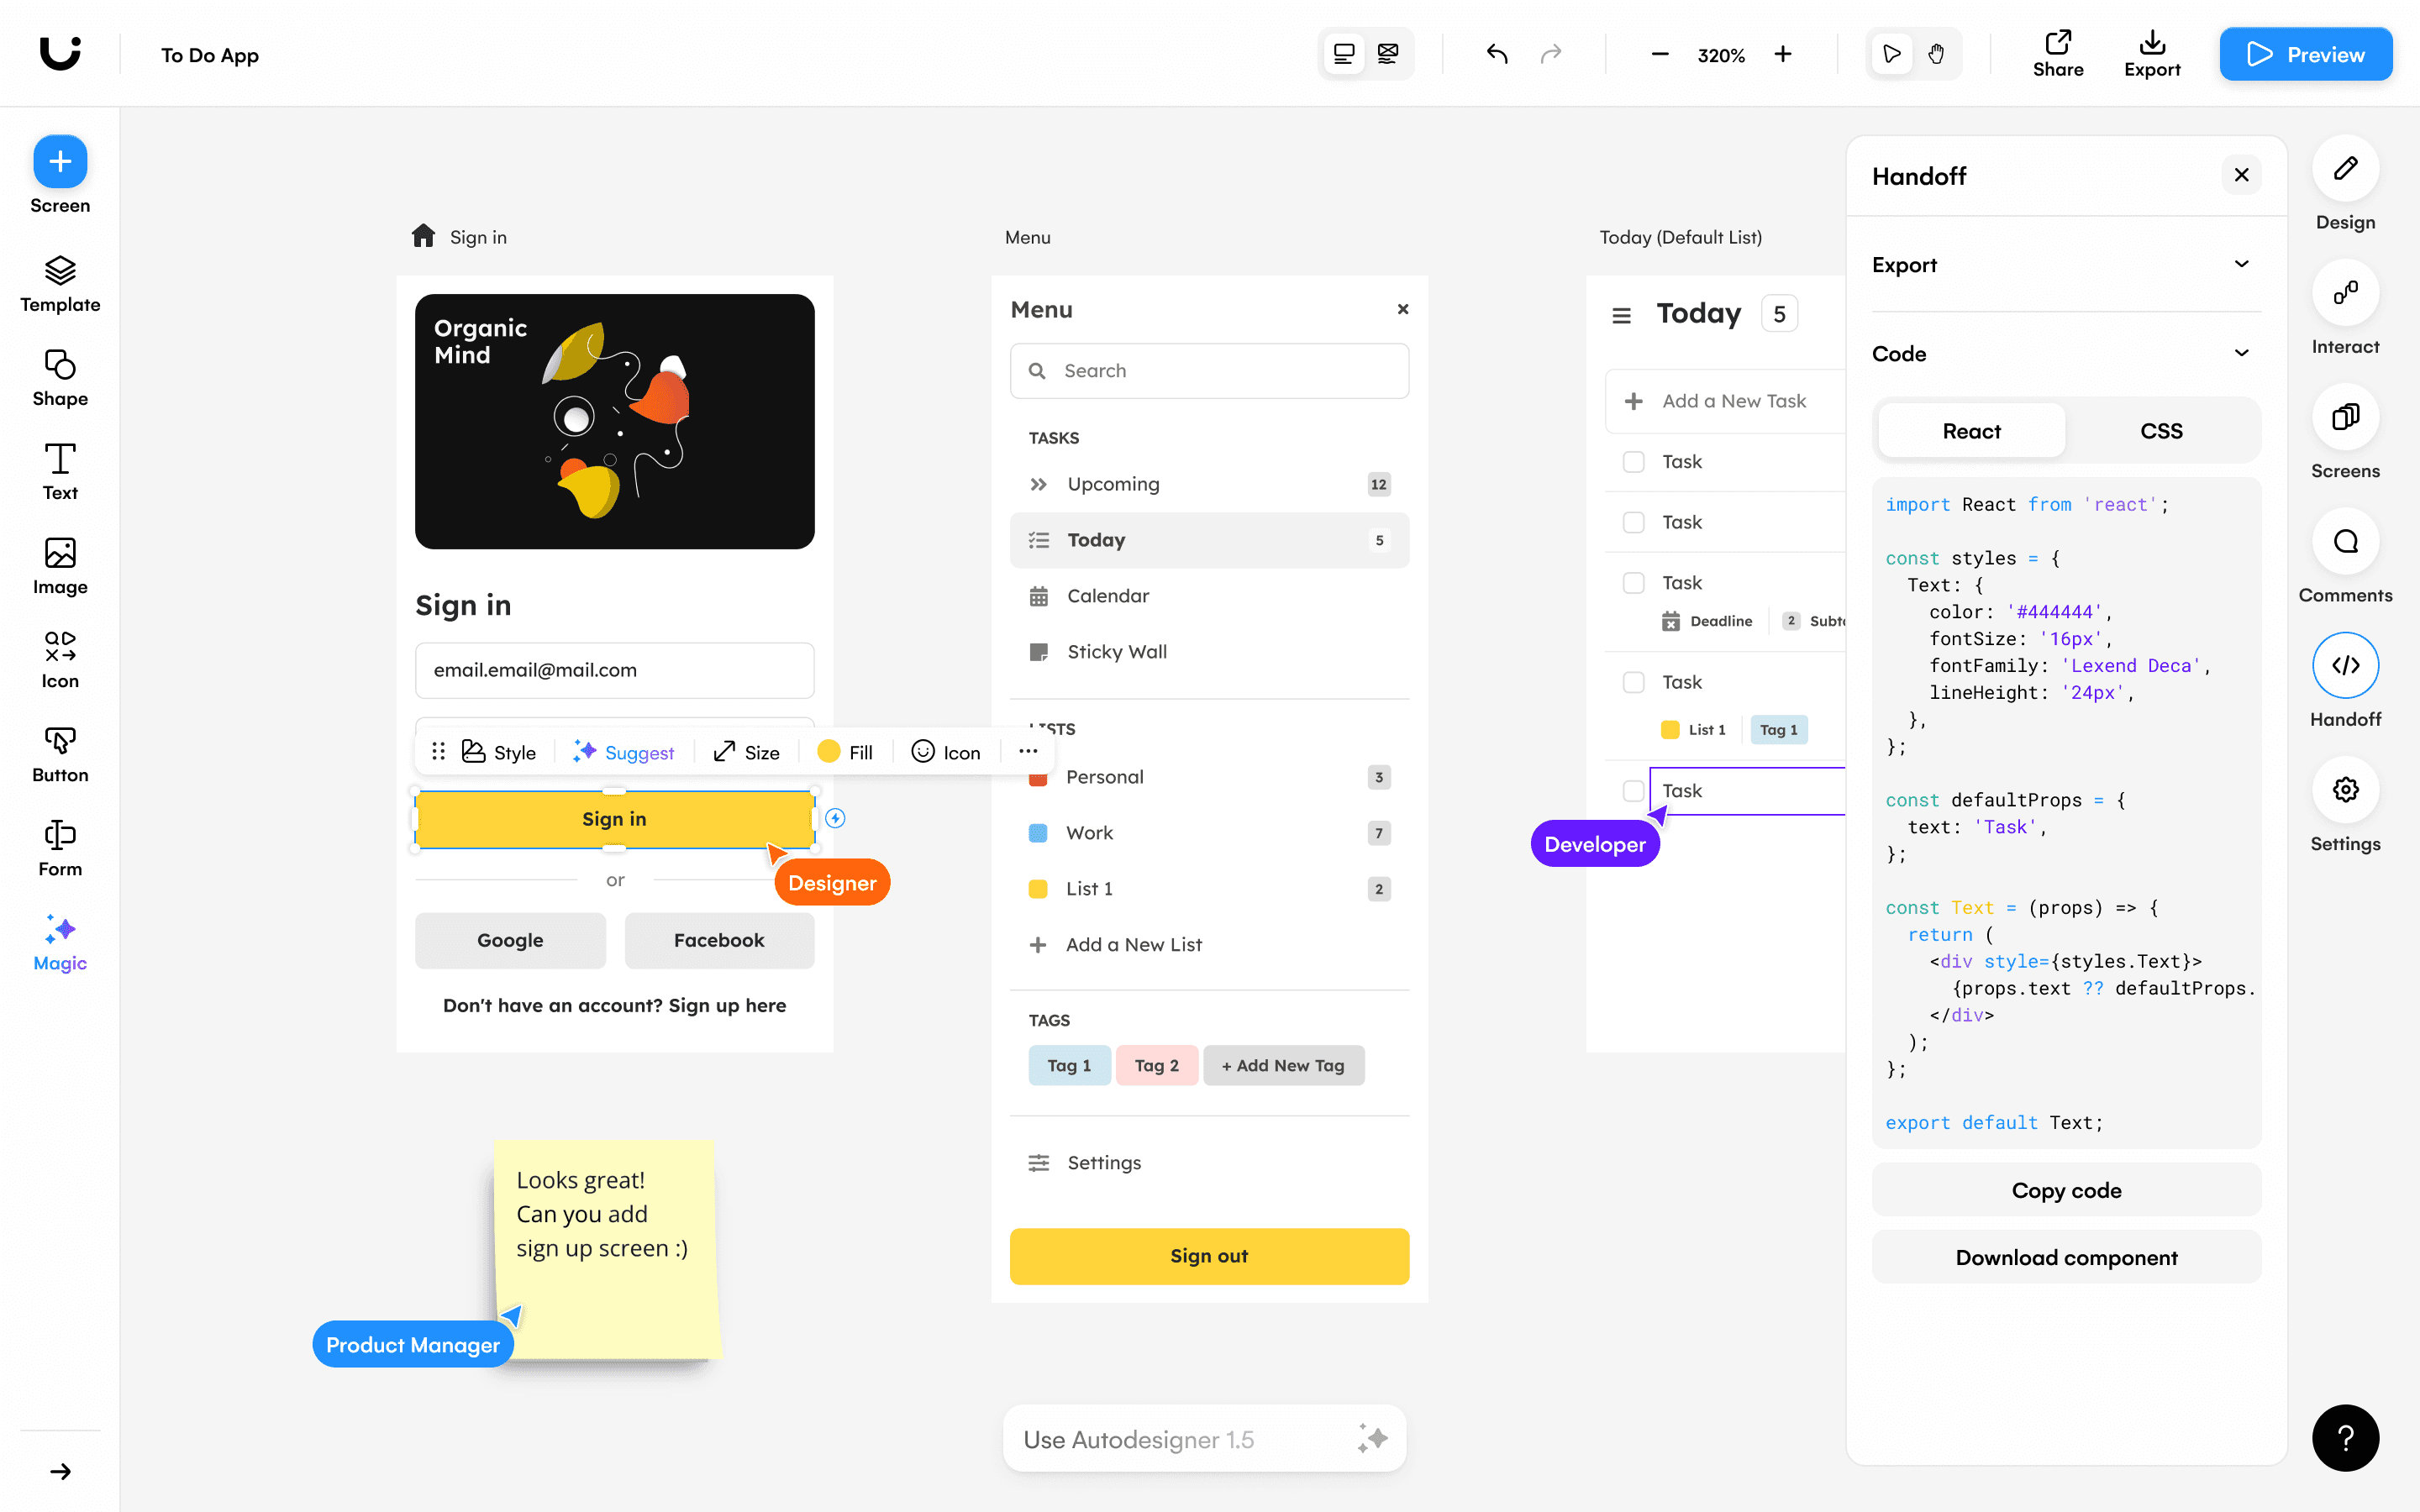 To Do App
320%
Share
Export
Preview
Screen
Template
Shape
Text
Image
Icon
Button
Form
Magic
Sign in
Organic
Mind
Sign in
email.email@mail.com
Style
Suggest
Size
Fill
Icon
Sign in
Designer
or
Google
Facebook
Don't have an account? Sign up here
Looks great!
Can you add
sign up screen :)
Product Manager
Menu
Menu
Search
TASKS
Upcoming 12
Today 5
Calendar
Sticky Wall
LISTS
Personal 3
Work 7
List 1 2
+ Add a New List
TAGS
Tag 1 Tag 2 + Add New Tag
Settings
Sign out
Use Autodesigner 1.5
Today (Default List)
Today 5
+ Add a New Task
Task
Task
Task
Deadline 2
Task
List 1 Tag 1
Task
Developer
Handoff
Export
Code
React CSS
import React from 'react';
const styles = {
Text: {
color: '#444444',
fontSize: '16px',
fontFamily: 'Lexend Deca',
lineHeight: '24px',
},
};
const defaultProps = {
text: 'Task',
};
const Text = (props) => {
return (
<div style={styles.Text}>
{props.text ?? defaultProps.
</div>
);
};
export default Text;
Copy code
Download component
Design
Interact
Screens
Comments
Handoff
Settings
?